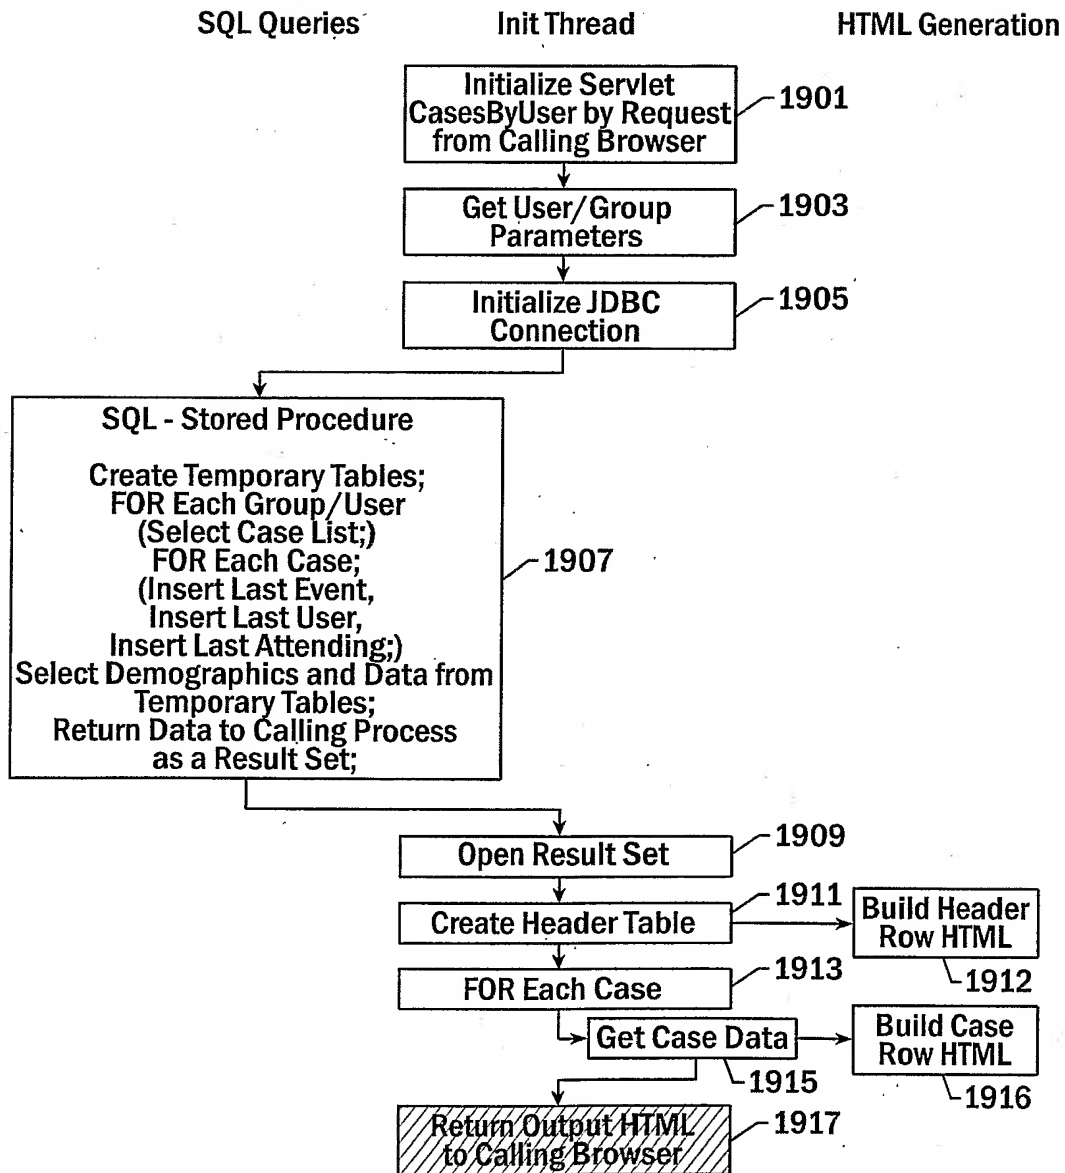 SQL Queries Init Thread HTML Generation
Initialize Servlet
CasesByUser by Request
from Calling Browser
1901
Get User/Group
Parameters
1903
Initialize JDBC
Connection
1905
SQL - Stored Procedure
Create Temporary Tables;
FOR Each Group/User
(Select Case List;)
FOR Each Case;
(Insert Last Event,
Insert Last User,
Insert Last Attending;)
Select Demographics and Data from
Temporary Tables;
Return Data to Calling Process
as a Result Set;
1907
Open Result Set
1909
Create Header Table
1911
Build Header
Row HTML
1912
FOR Each Case
1913
Get Case Data
1915
Build Case
Row HTML
1916
Return Output HTML
to Calling Browser
1917